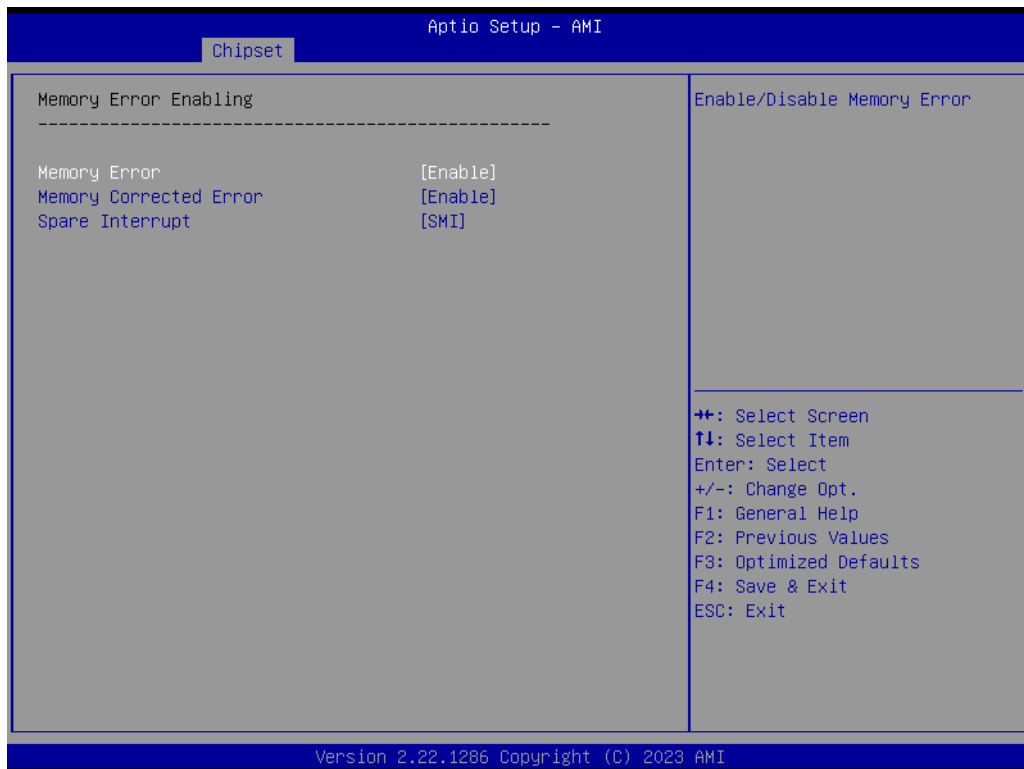 Aptio Setup – AMI
Chipset
Memory Error Enabling
--------------------------------------------------
Memory Error [Enable]
Memory Corrected Error [Enable]
Spare Interrupt [SMI]
Enable/Disable Memory Error
→←: Select Screen
↑↓: Select Item
Enter: Select
+/-: Change Opt.
F1: General Help
F2: Previous Values
F3: Optimized Defaults
F4: Save & Exit
ESC: Exit
Version 2.22.1286 Copyright (C) 2023 AMI